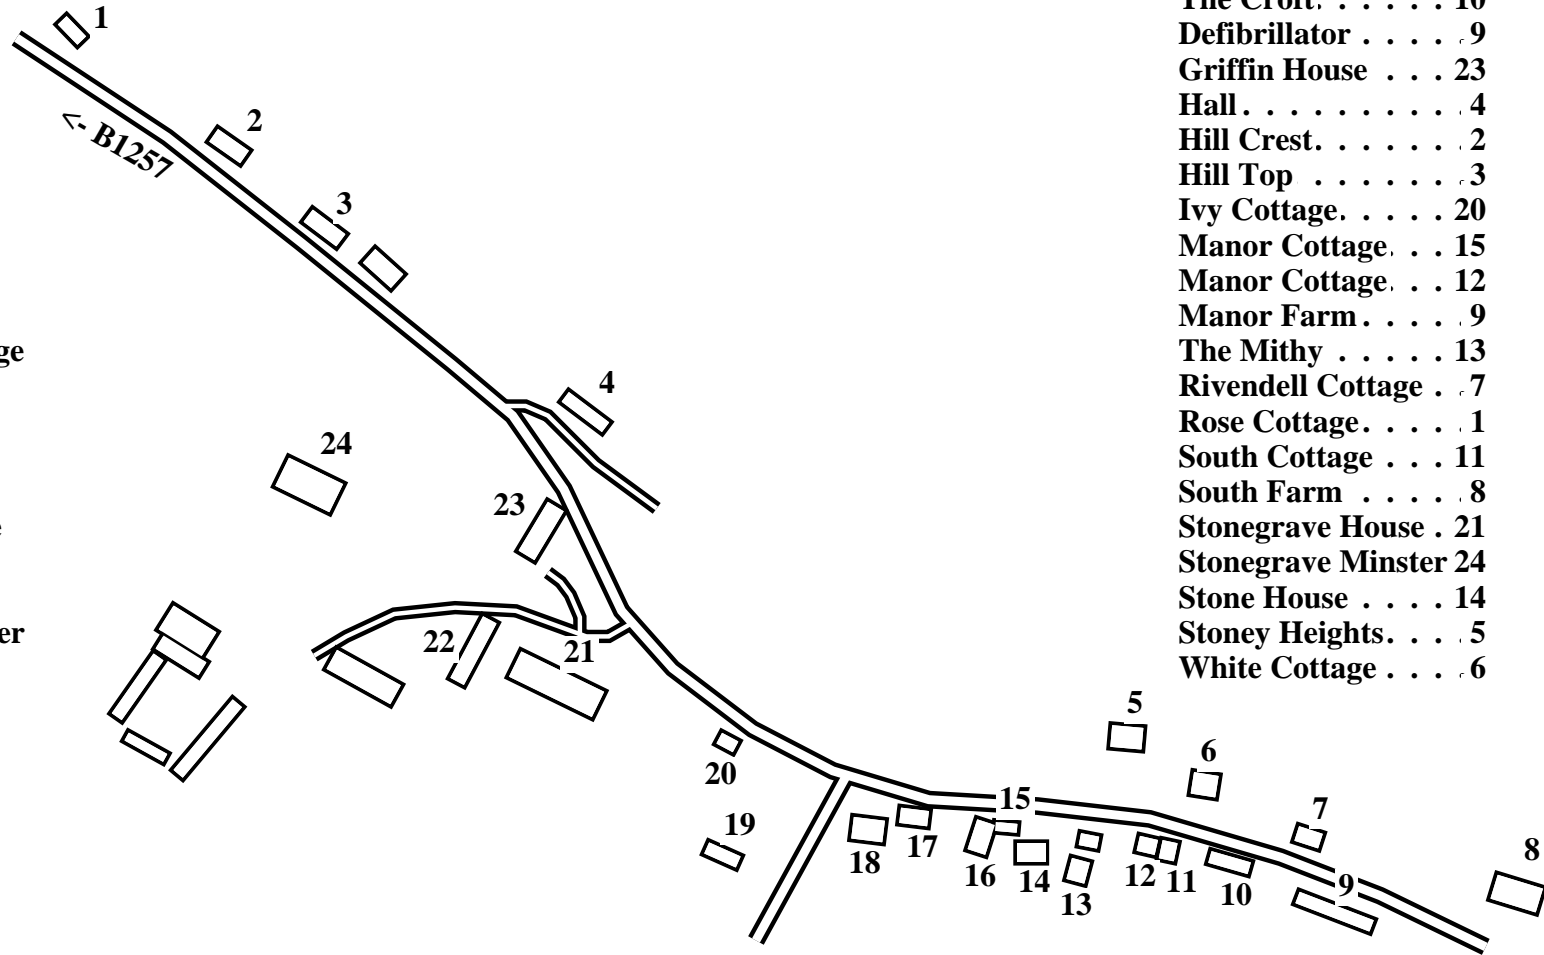 The Croft. . . . . . . 10
Defibrillator . . . . . 9
Griffin House . . . 23
Hall . . . . . . . . . . 4
Hill Crest. . . . . . . 2
Hill Top . . . . . . . 3
Ivy Cottage. . . . . 20
Manor Cottage. . . 15
Manor Cottage. . . 12
Manor Farm . . . . . 9
The Mithy . . . . . 13
Rivendell Cottage . . 7
Rose Cottage. . . . . 1
South Cottage . . . 11
South Farm . . . . . 8
Stonegrave House . 21
Stonegrave Minster 24
Stone House . . . . 14
Stoney Heights. . . . 5
White Cottage . . . . 6
1
<- B1257
2
3
ge
4
24
23
e
er
22
21
5
6
20
15
7
19
18
17
16
14
13
12
11
10
9
8